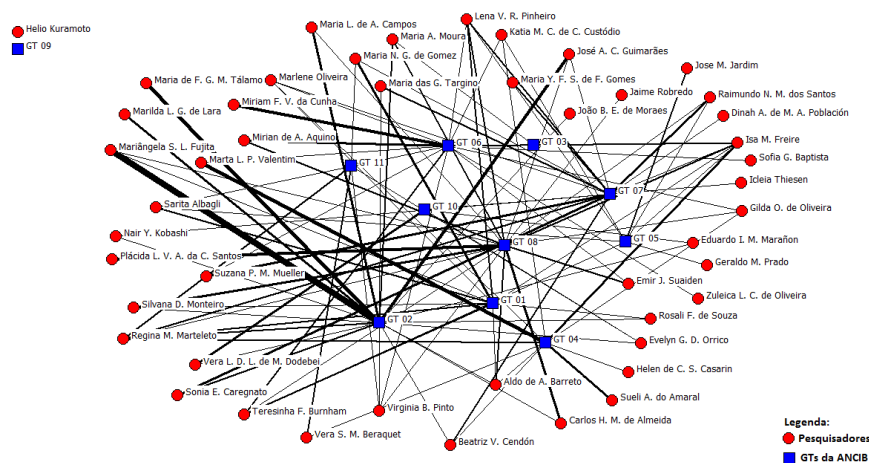 Helio Kuramoto
GT 09
Maria L. de A. Campos
Lena V. R. Pinheiro
Maria A. Moura
Katia M. C. de C. Custódio
Maria N. G. de Gomez
José A. C. Guimarães
Maria de F. G. M. Tálamo
Marlene Oliveira
Maria das G. Targino
Maria Y. F. S. de F. Gomes
Jose M. Jardim
Jaime Robredo
Raimundo N. M. dos Santos
Marilda L. G. de Lara
Miriam F. V. da Cunha
João B. E. de Moraes
Dinah A. de M. A. Población
Mariângela S. L. Fujita
Mirian de A. Aquino
GT 06
GT 03
Isa M. Freire
Marta L. P. Valentim
GT 11
Sofia G. Baptista
GT 07
Icleia Thiesen
Sarita Albagli
GT 10
Gilda O. de Oliveira
Nair Y. Kobashi
GT 08
GT 05
Eduardo I. M. Marañon
Plácida L. V. A. da C. Santos
Geraldo M. Prado
Suzana P. M. Mueller
Emir J. Suaiden
Zuleica L. C. de Oliveira
Silvana D. Monteiro
GT 01
GT 02
Rosali F. de Souza
Regina M. Marteleto
GT 04
Evelyn G. D. Orrico
Vera L. D. L. de M. Dodebei
Helen de C. S. Casarin
Aldo de A. Barreto
Sonia E. Caregnato
Sueli A. do Amaral
Teresinha F. Burnham
Virginia B. Pinto
Carlos H. M. de Almeida
Vera S. M. Beraquet
Beatriz V. Cendón
Legenda:
Pesquisadores
GTs da ANCIB